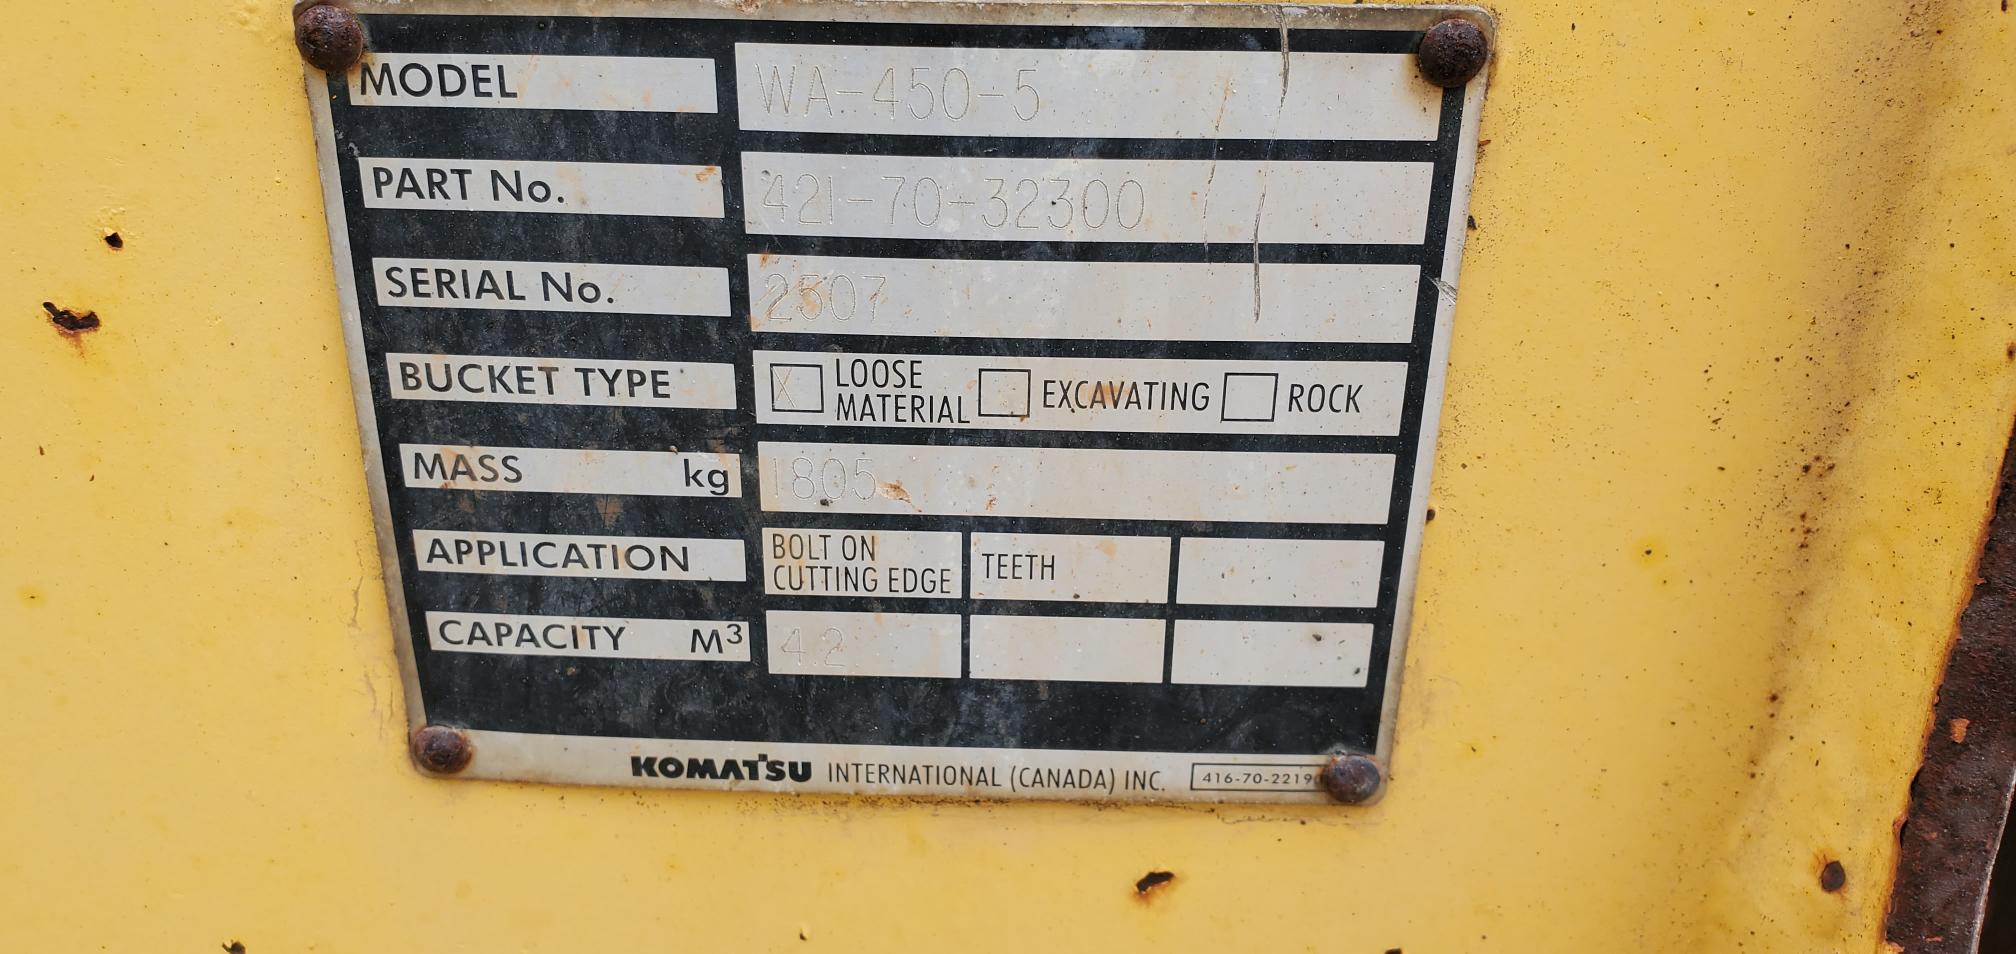 MODEL WA-450-5
PART No. 421-70-32300
SERIAL No. 2507
BUCKET TYPE X LOOSE MATERIAL EXCAVATING ROCK
MASS kg 1805
APPLICATION BOLT ON CUTTING EDGE TEETH
CAPACITY M³ 4.2
KOMATSU INTERNATIONAL (CANADA) INC. 416-70-2219